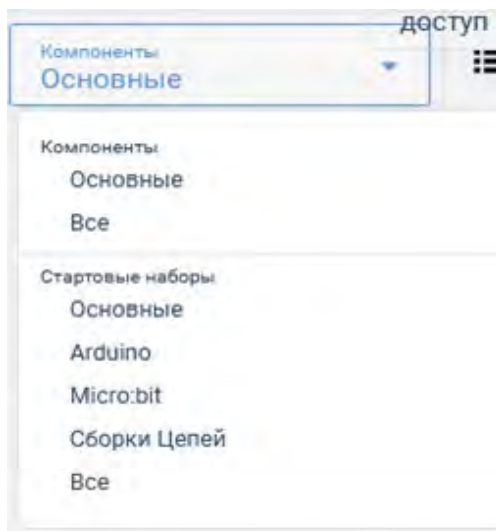 доступ
Компоненты
Основные
Компоненты
Основные
Все
Стартовые наборы
Основные
Arduino
Micro:bit
Сборки Цепей
Все